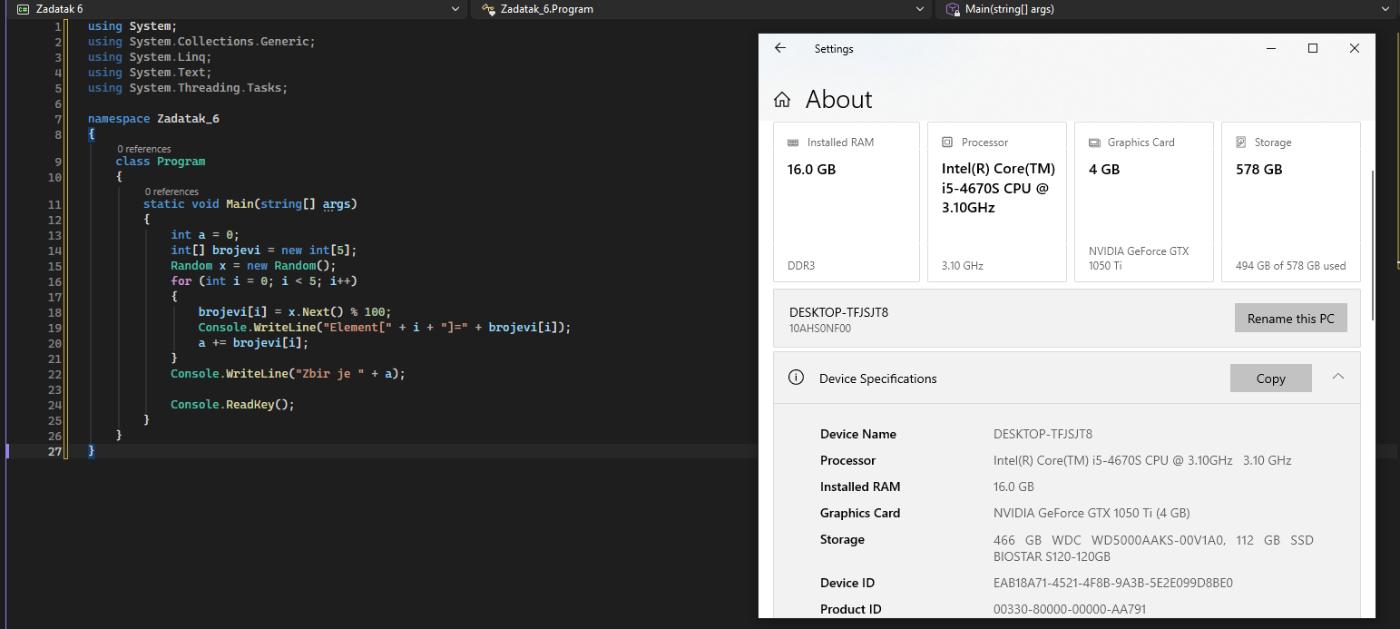 Zadatak 6
Zadatak_6.Program
Main(string[] args)
1 using System;
2 using System.Collections.Generic;
3 using System.Linq;
4 using System.Text;
5 using System.Threading.Tasks;
6
7 namespace Zadatak_6
8 {
0 references
9 class Program
10 {
0 references
11 static void Main(string[] args)
12 {
13 int a = 0;
14 int[] brojevi = new int[5];
15 Random x = new Random();
16 for (int i = 0; i < 5; i++)
17 {
18 brojevi[i] = x.Next() % 100;
19 Console.WriteLine("Element[" + i + "]=" + brojevi[i]);
20 a += brojevi[i];
21 }
22 Console.WriteLine("Zbir je " + a);
23
24 Console.ReadKey();
25 }
26 }
27 }
Settings
About
Installed RAM
16.0 GB
DDR3
Processor
Intel(R) Core(TM)
i5-4670S CPU @
3.10GHz
3.10 GHz
Graphics Card
4 GB
NVIDIA GeForce GTX
1050 Ti
Storage
578 GB
494 GB of 578 GB used
DESKTOP-TFJSJT8
10AHS0NF00
Rename this PC
Device Specifications
Copy
Device Name DESKTOP-TFJSJT8
Processor Intel(R) Core(TM) i5-4670S CPU @ 3.10GHz 3.10 GHz
Installed RAM 16.0 GB
Graphics Card NVIDIA GeForce GTX 1050 Ti (4 GB)
Storage 466 GB WDC WD5000AAKS-00V1A0, 112 GB SSD
BIOSTAR S120-120GB
Device ID EAB18A71-4521-4F8B-9A3B-5E2E099D8BE0
Product ID 00330-80000-00000-AA791